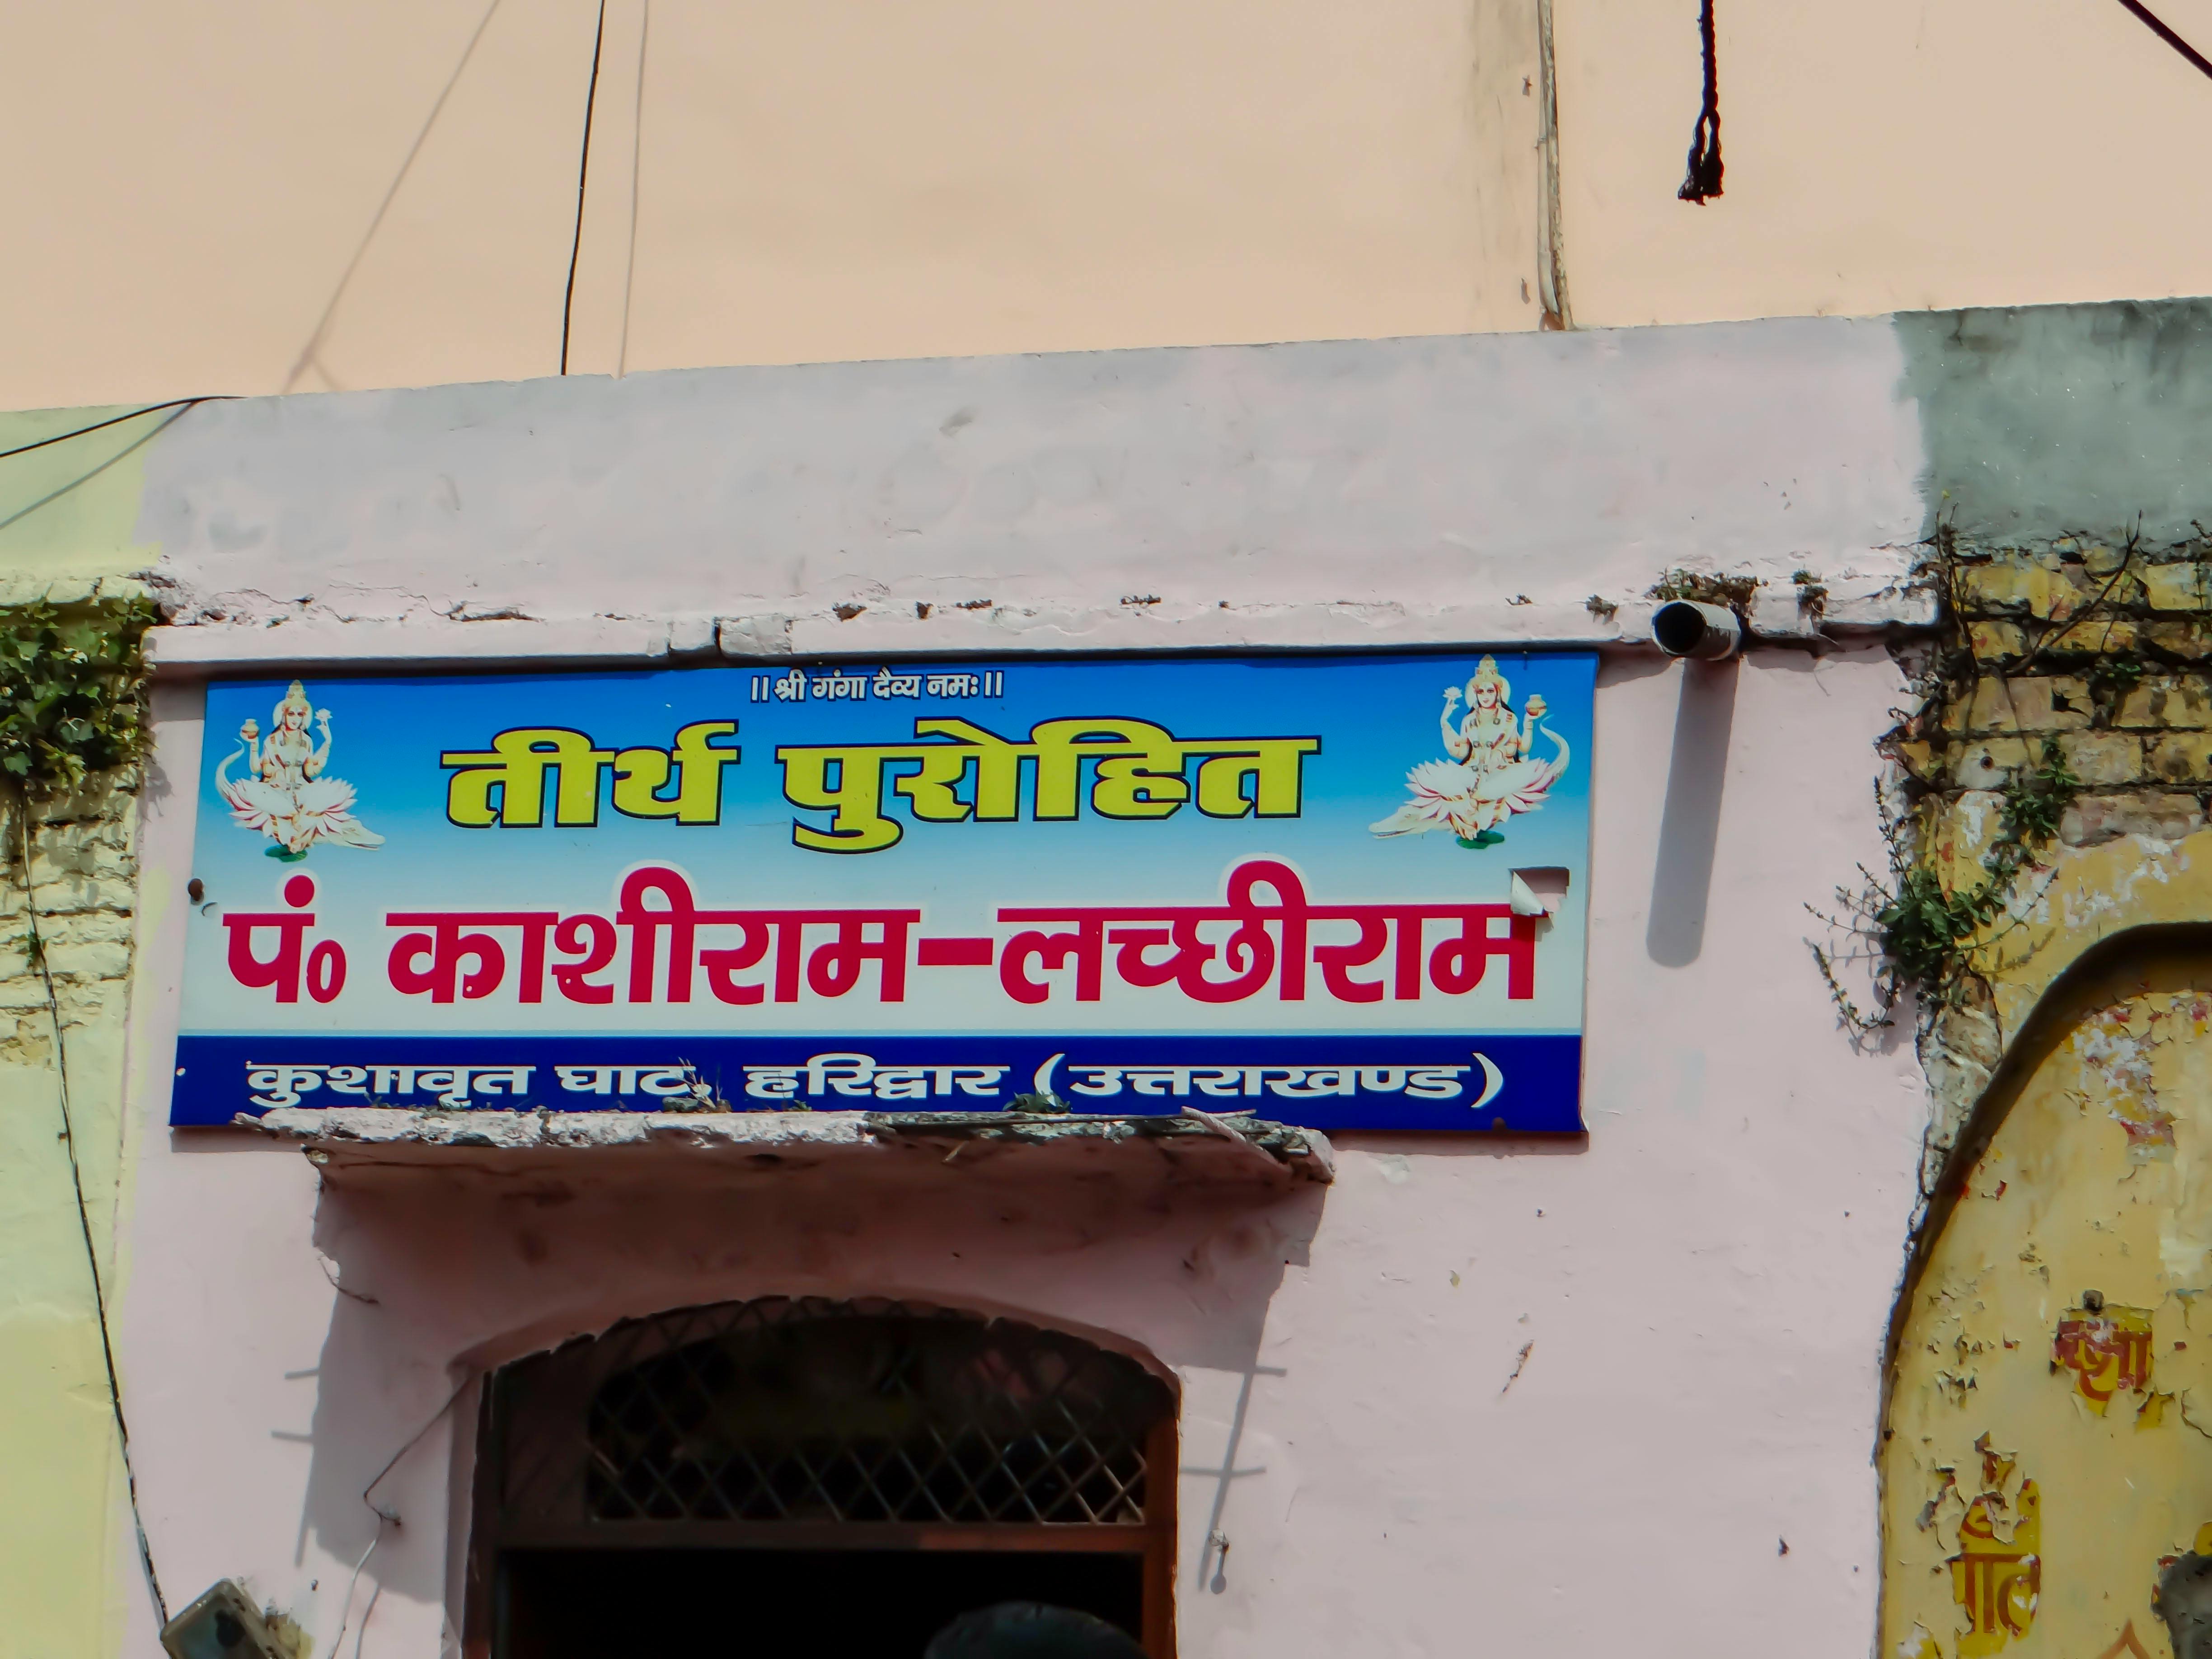 ॥ श्री गंगा दैव्य नमः॥
तीर्थ पुरोहित
पं० काशीराम–लच्छीराम
कुशावृत घाट, हरिद्वार (उत्तराखण्ड)